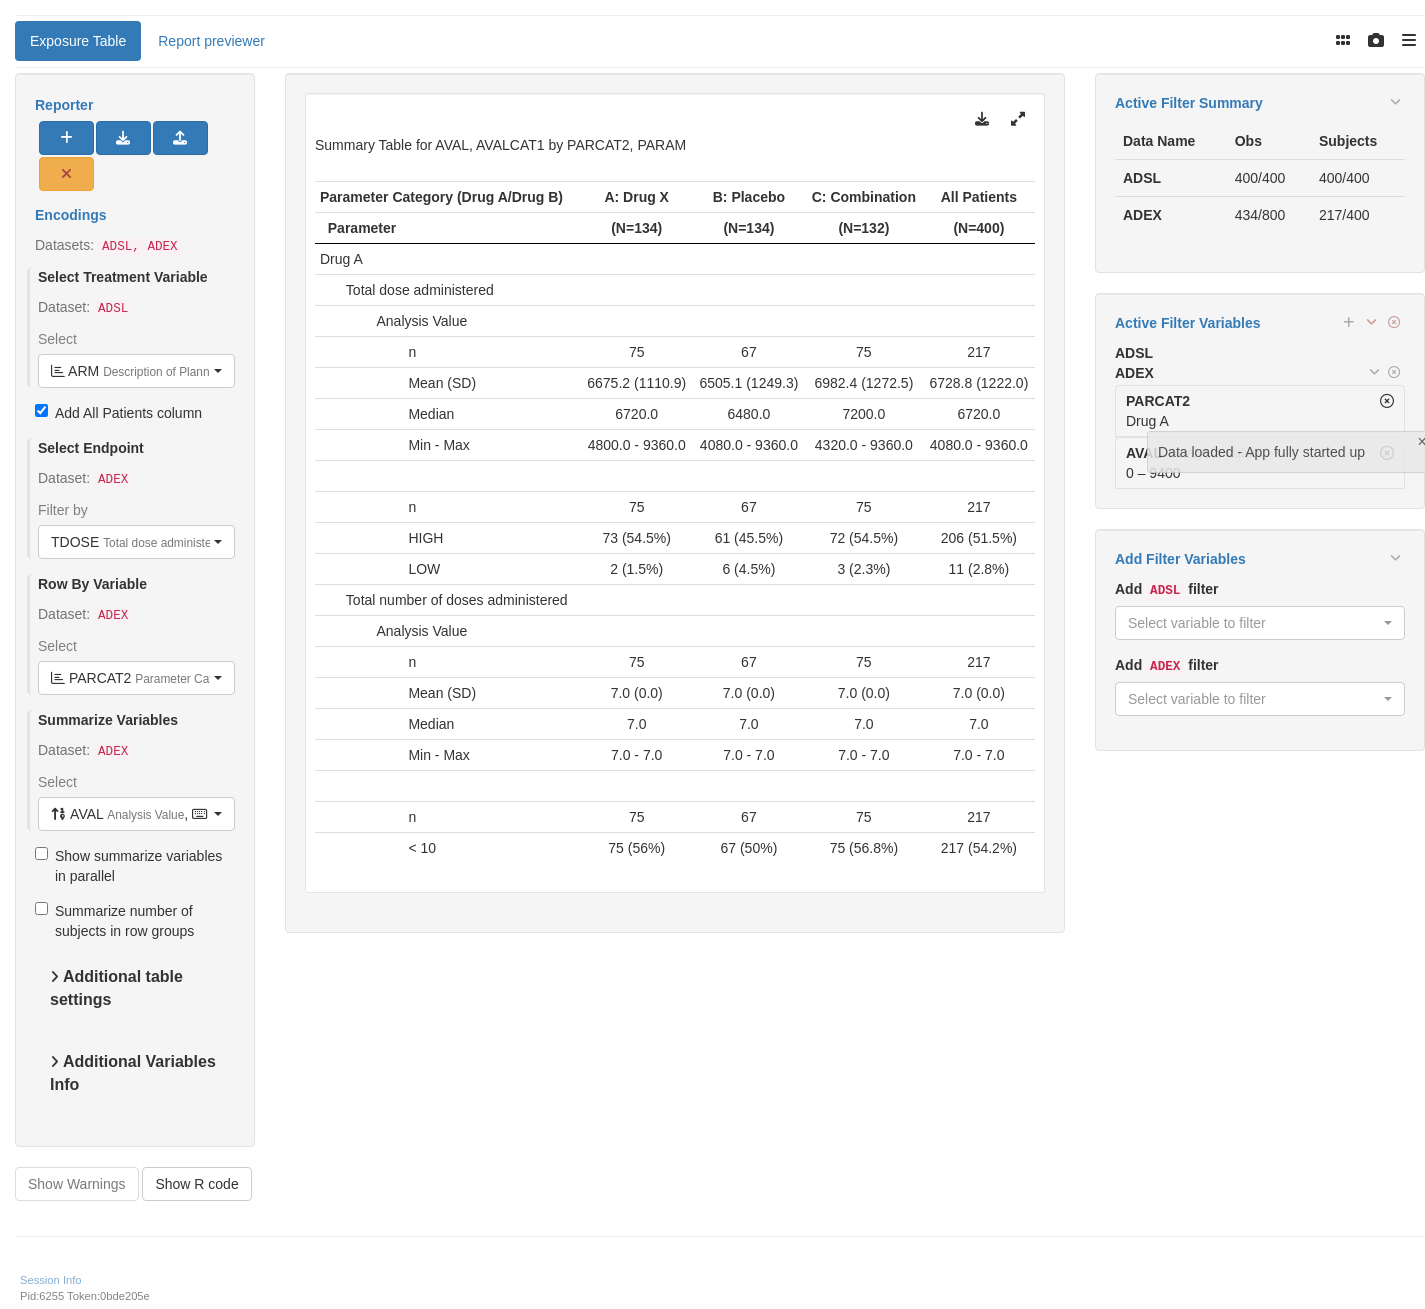 Exposure Table
Report previewer
Reporter
Encodings
Datasets: ADSL, ADEX
Select Treatment Variable
Dataset: ADSL
Select
ARM Description of Plann
Add All Patients column
Select Endpoint
Dataset: ADEX
Filter by
TDOSE Total dose administe
Row By Variable
Dataset: ADEX
Select
PARCAT2 Parameter Ca
Summarize Variables
Dataset: ADEX
Select
AVAL Analysis Value,
Show summarize variables
in parallel
Summarize number of
subjects in row groups
Additional table
settings
Additional Variables
Info
Show Warnings
Show R code
Summary Table for AVAL, AVALCAT1 by PARCAT2, PARAM
Parameter Category (Drug A/Drug B) A: Drug X B: Placebo C: Combination All Patients
Parameter (N=134) (N=134) (N=132) (N=400)
Drug A
Total dose administered
Analysis Value
n 75 67 75 217
Mean (SD) 6675.2 (1110.9) 6505.1 (1249.3) 6982.4 (1272.5) 6728.8 (1222.0)
Median 6720.0 6480.0 7200.0 6720.0
Min - Max 4800.0 - 9360.0 4080.0 - 9360.0 4320.0 - 9360.0 4080.0 - 9360.0
n 75 67 75 217
HIGH 73 (54.5%) 61 (45.5%) 72 (54.5%) 206 (51.5%)
LOW 2 (1.5%) 6 (4.5%) 3 (2.3%) 11 (2.8%)
Total number of doses administered
Analysis Value
n 75 67 75 217
Mean (SD) 7.0 (0.0) 7.0 (0.0) 7.0 (0.0) 7.0 (0.0)
Median 7.0 7.0 7.0 7.0
Min - Max 7.0 - 7.0 7.0 - 7.0 7.0 - 7.0 7.0 - 7.0
n 75 67 75 217
< 10 75 (56%) 67 (50%) 75 (56.8%) 217 (54.2%)
Active Filter Summary
Data Name Obs Subjects
ADSL 400/400 400/400
ADEX 434/800 217/400
Active Filter Variables
ADSL
ADEX
PARCAT2
Drug A
Data loaded - App fully started up
0 – 9400
Add Filter Variables
Add ADSL filter
Select variable to filter
Add ADEX filter
Select variable to filter
Session Info
Pid:6255 Token:0bde205e